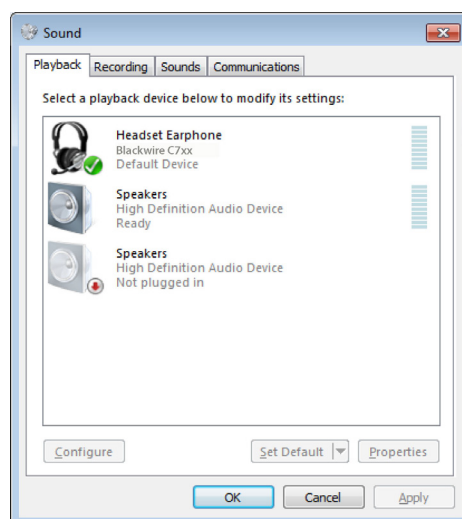 Sound
Playback Recording Sounds Communications
Select a playback device below to modify its settings:
Headset Earphone
Blackwire C7xx
Default Device
Speakers
High Definition Audio Device
Ready
Speakers
High Definition Audio Device
Not plugged in
Configure Set Default Properties
OK Cancel Apply